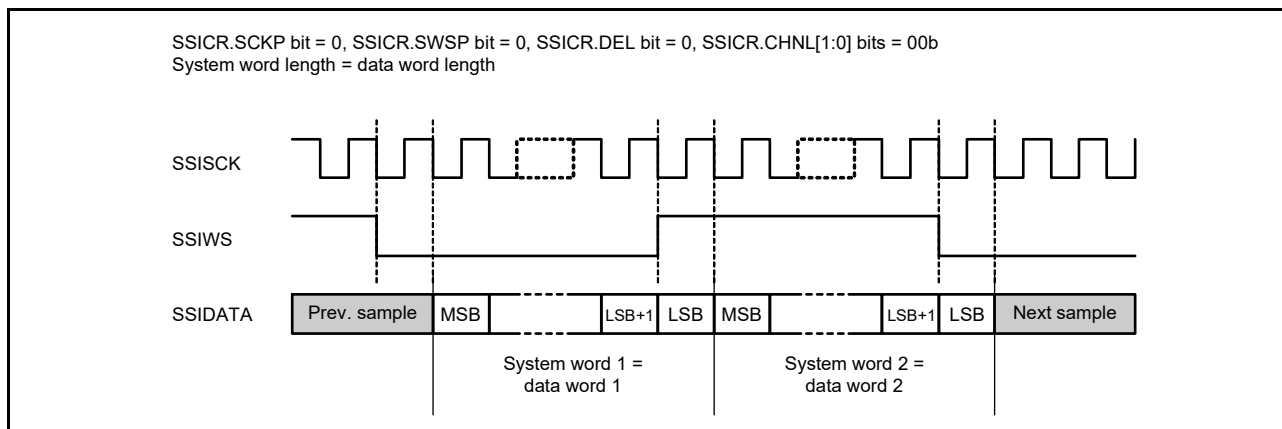 SSICR.SCKP bit = 0, SSICR.SWSP bit = 0, SSICR.DEL bit = 0, SSICR.CHNL[1:0] bits = 00b
System word length = data word length
SSISCK
SSIWS
SSIDATA Prev. sample MSB LSB+1 LSB MSB LSB+1 LSB Next sample
System word 1 = System word 2 =
data word 1 data word 2